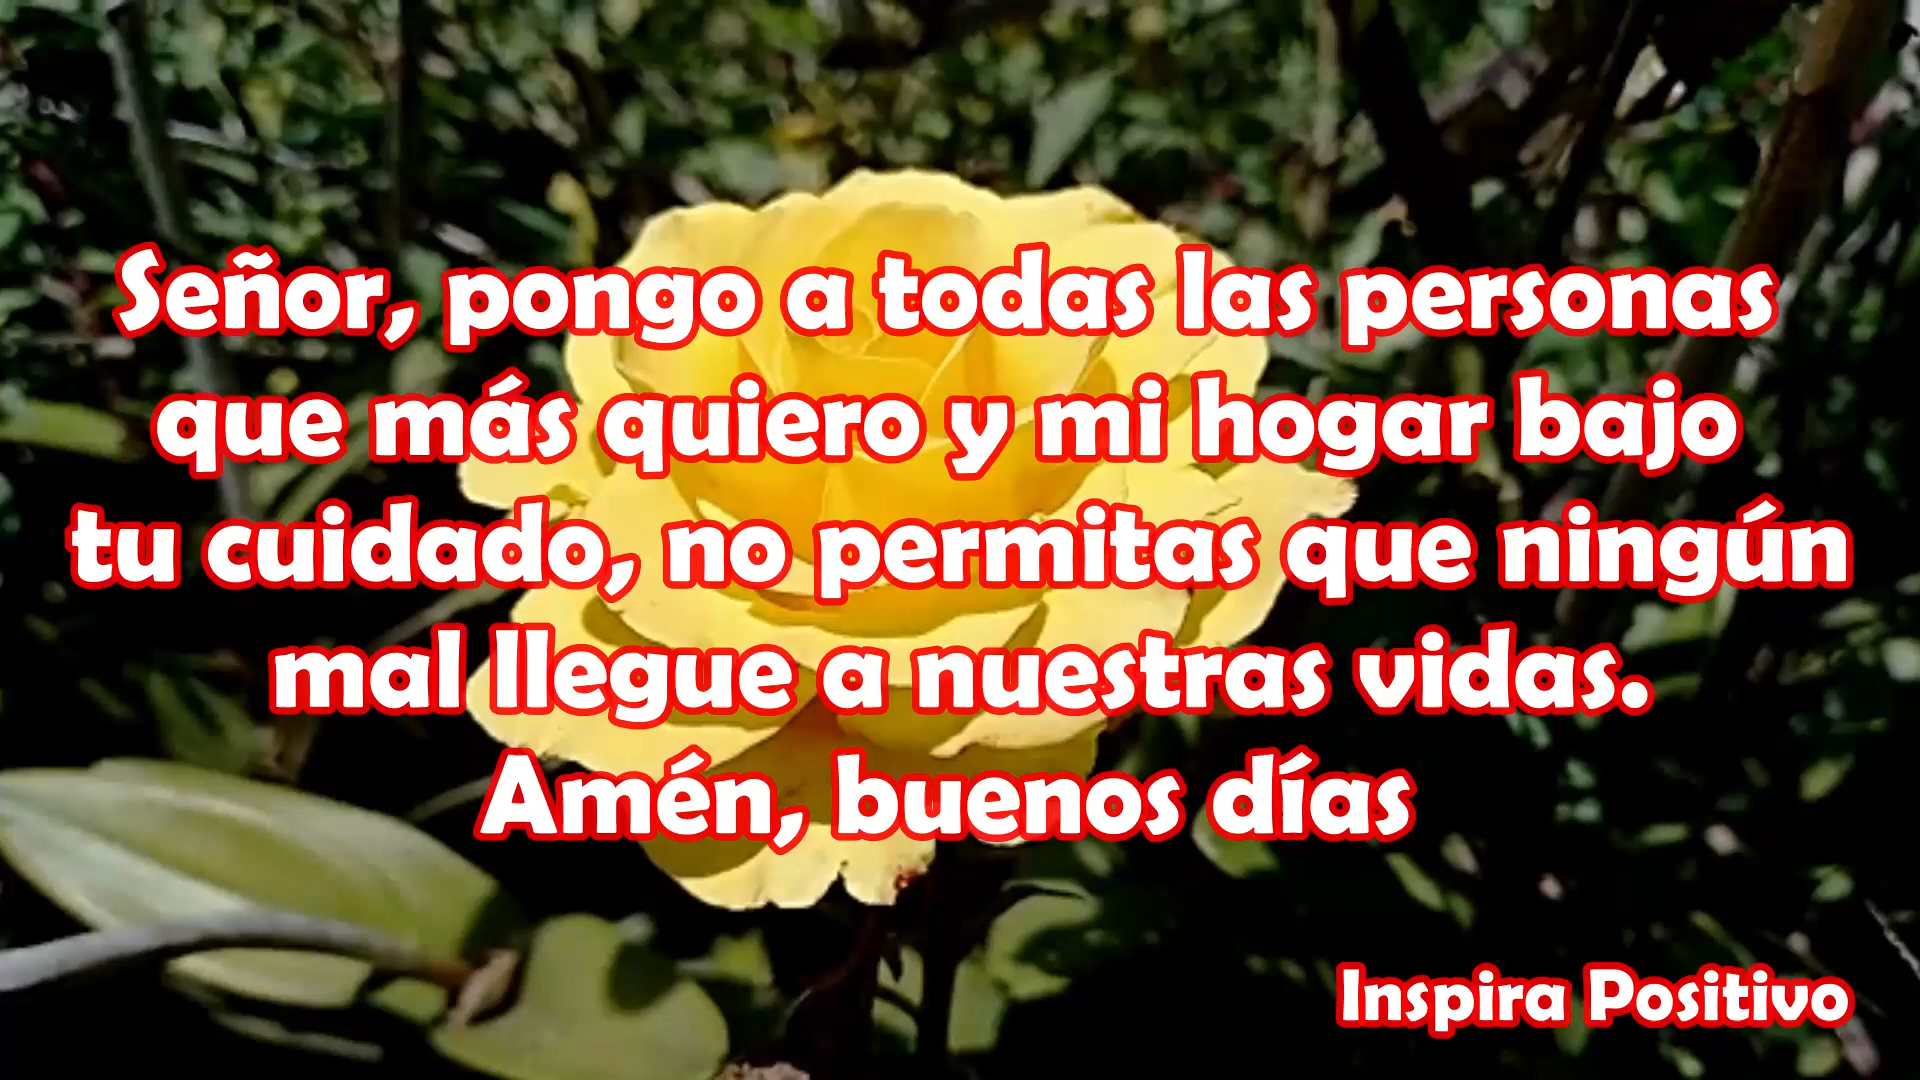 Señor, pongo a todas las personas
que más quiero y mi hogar bajo
tu cuidado, no permitas que ningún
mal llegue a nuestras vidas.
Amén, buenos días
Inspira Positivo